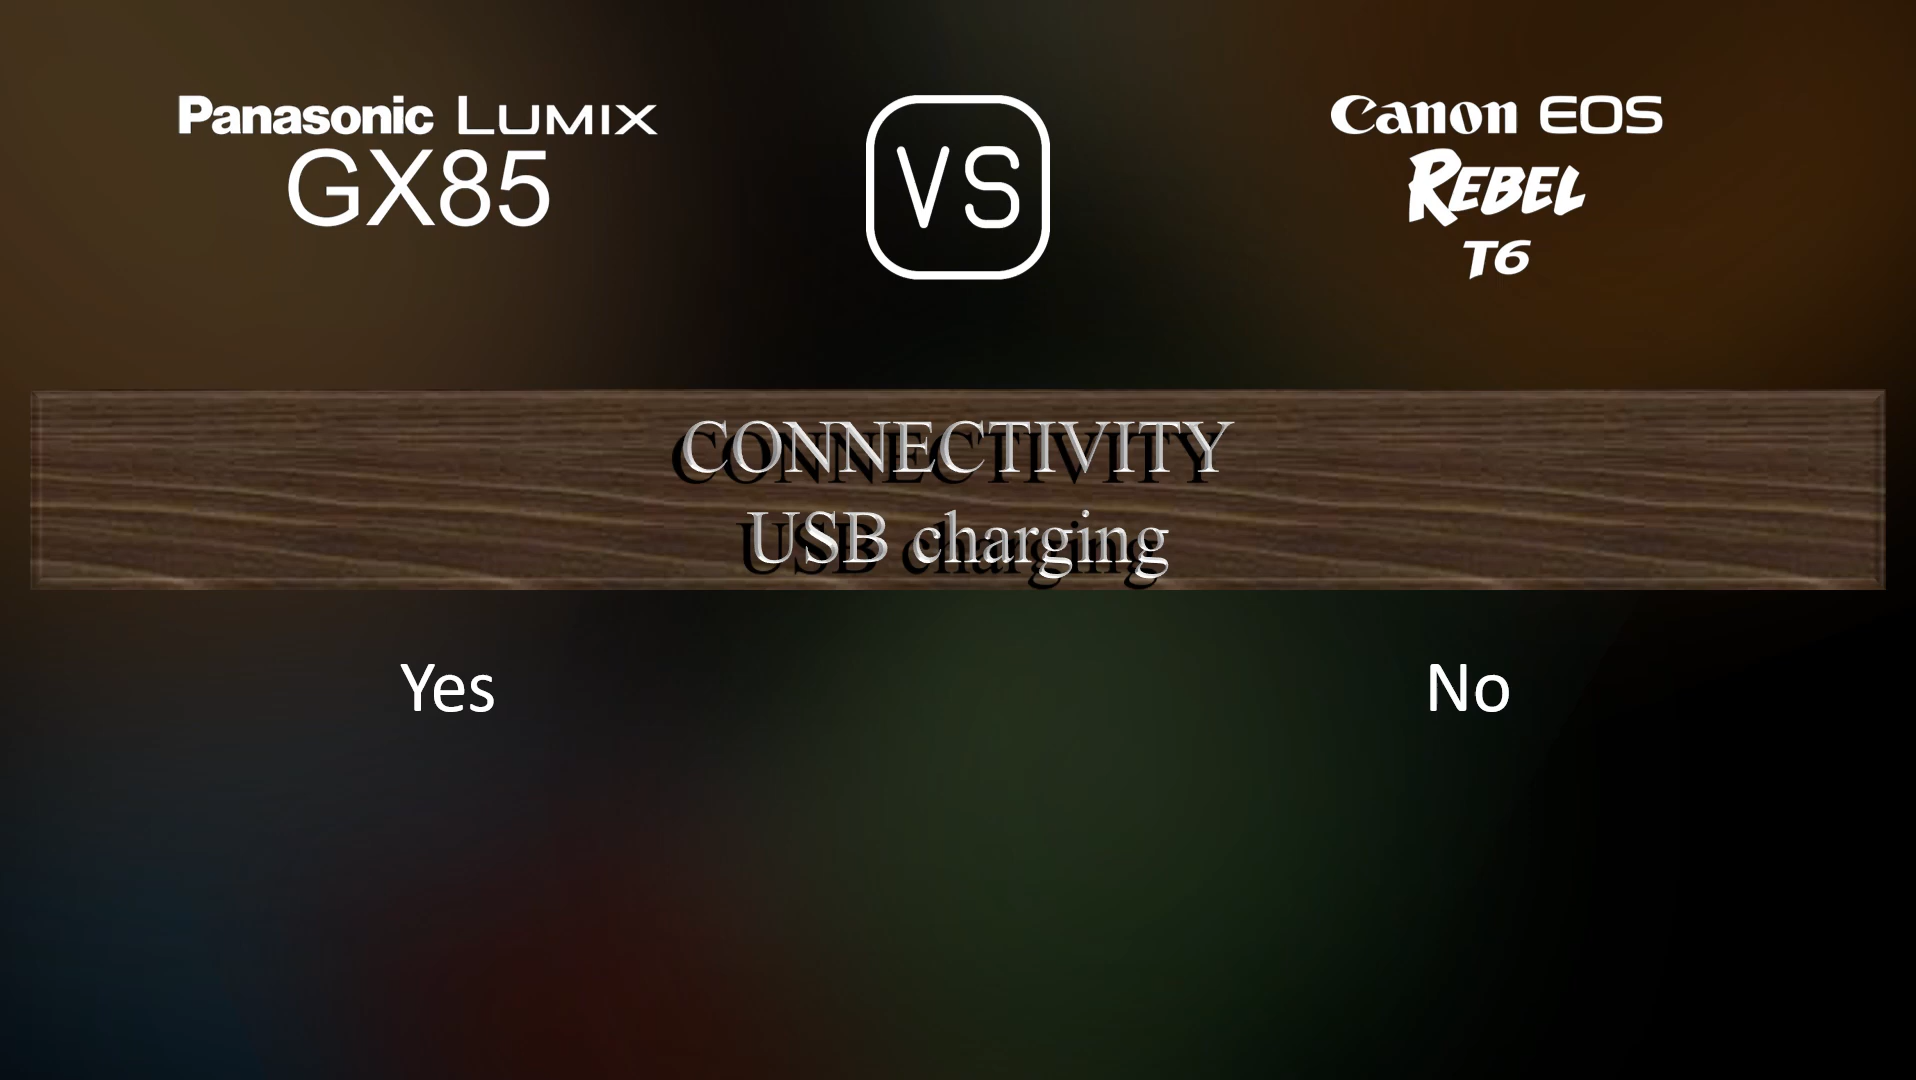 Panasonic LUMIX
GX85
VS
Canon EOS
REBEL
T6
CONNECTIVITY
USB charging
Yes
No